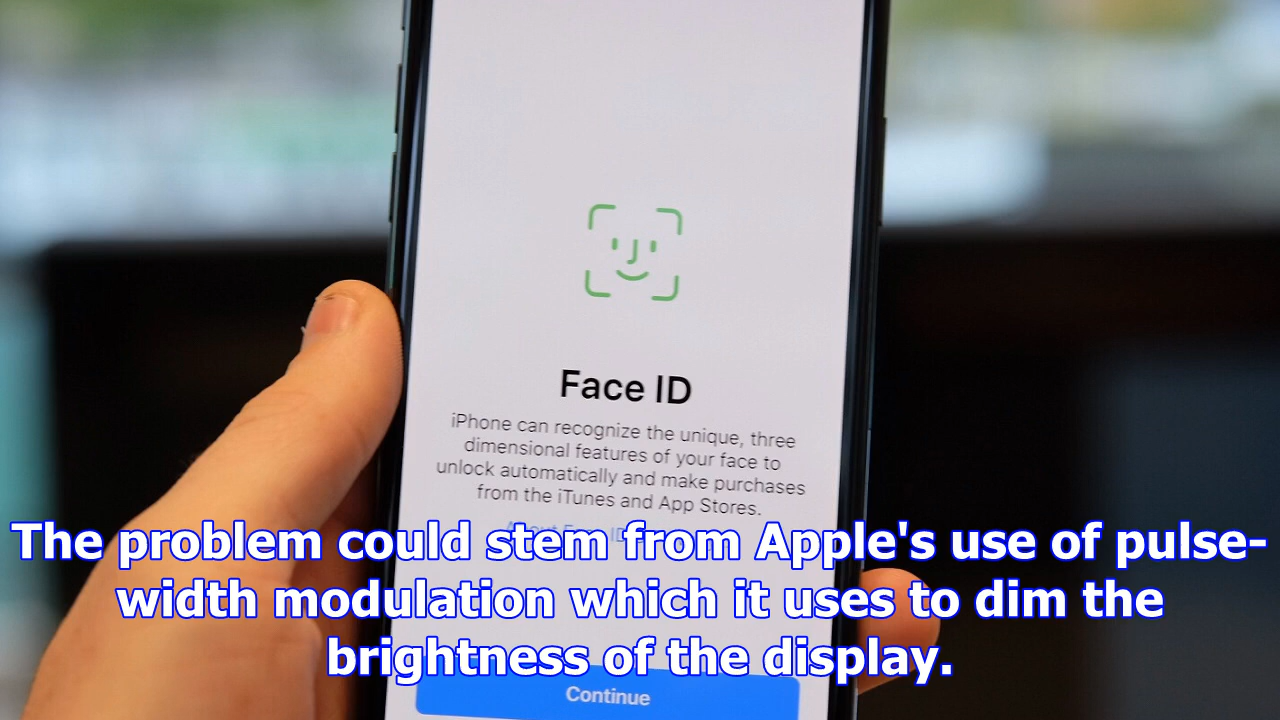 Face ID
iPhone can recognize the unique, three
dimensional features of your face to
unlock automatically and make purchases
from the iTunes and App Stores.
The problem could stem from Apple's use of pulse-
width modulation which it uses to dim the
brightness of the display.
Continue